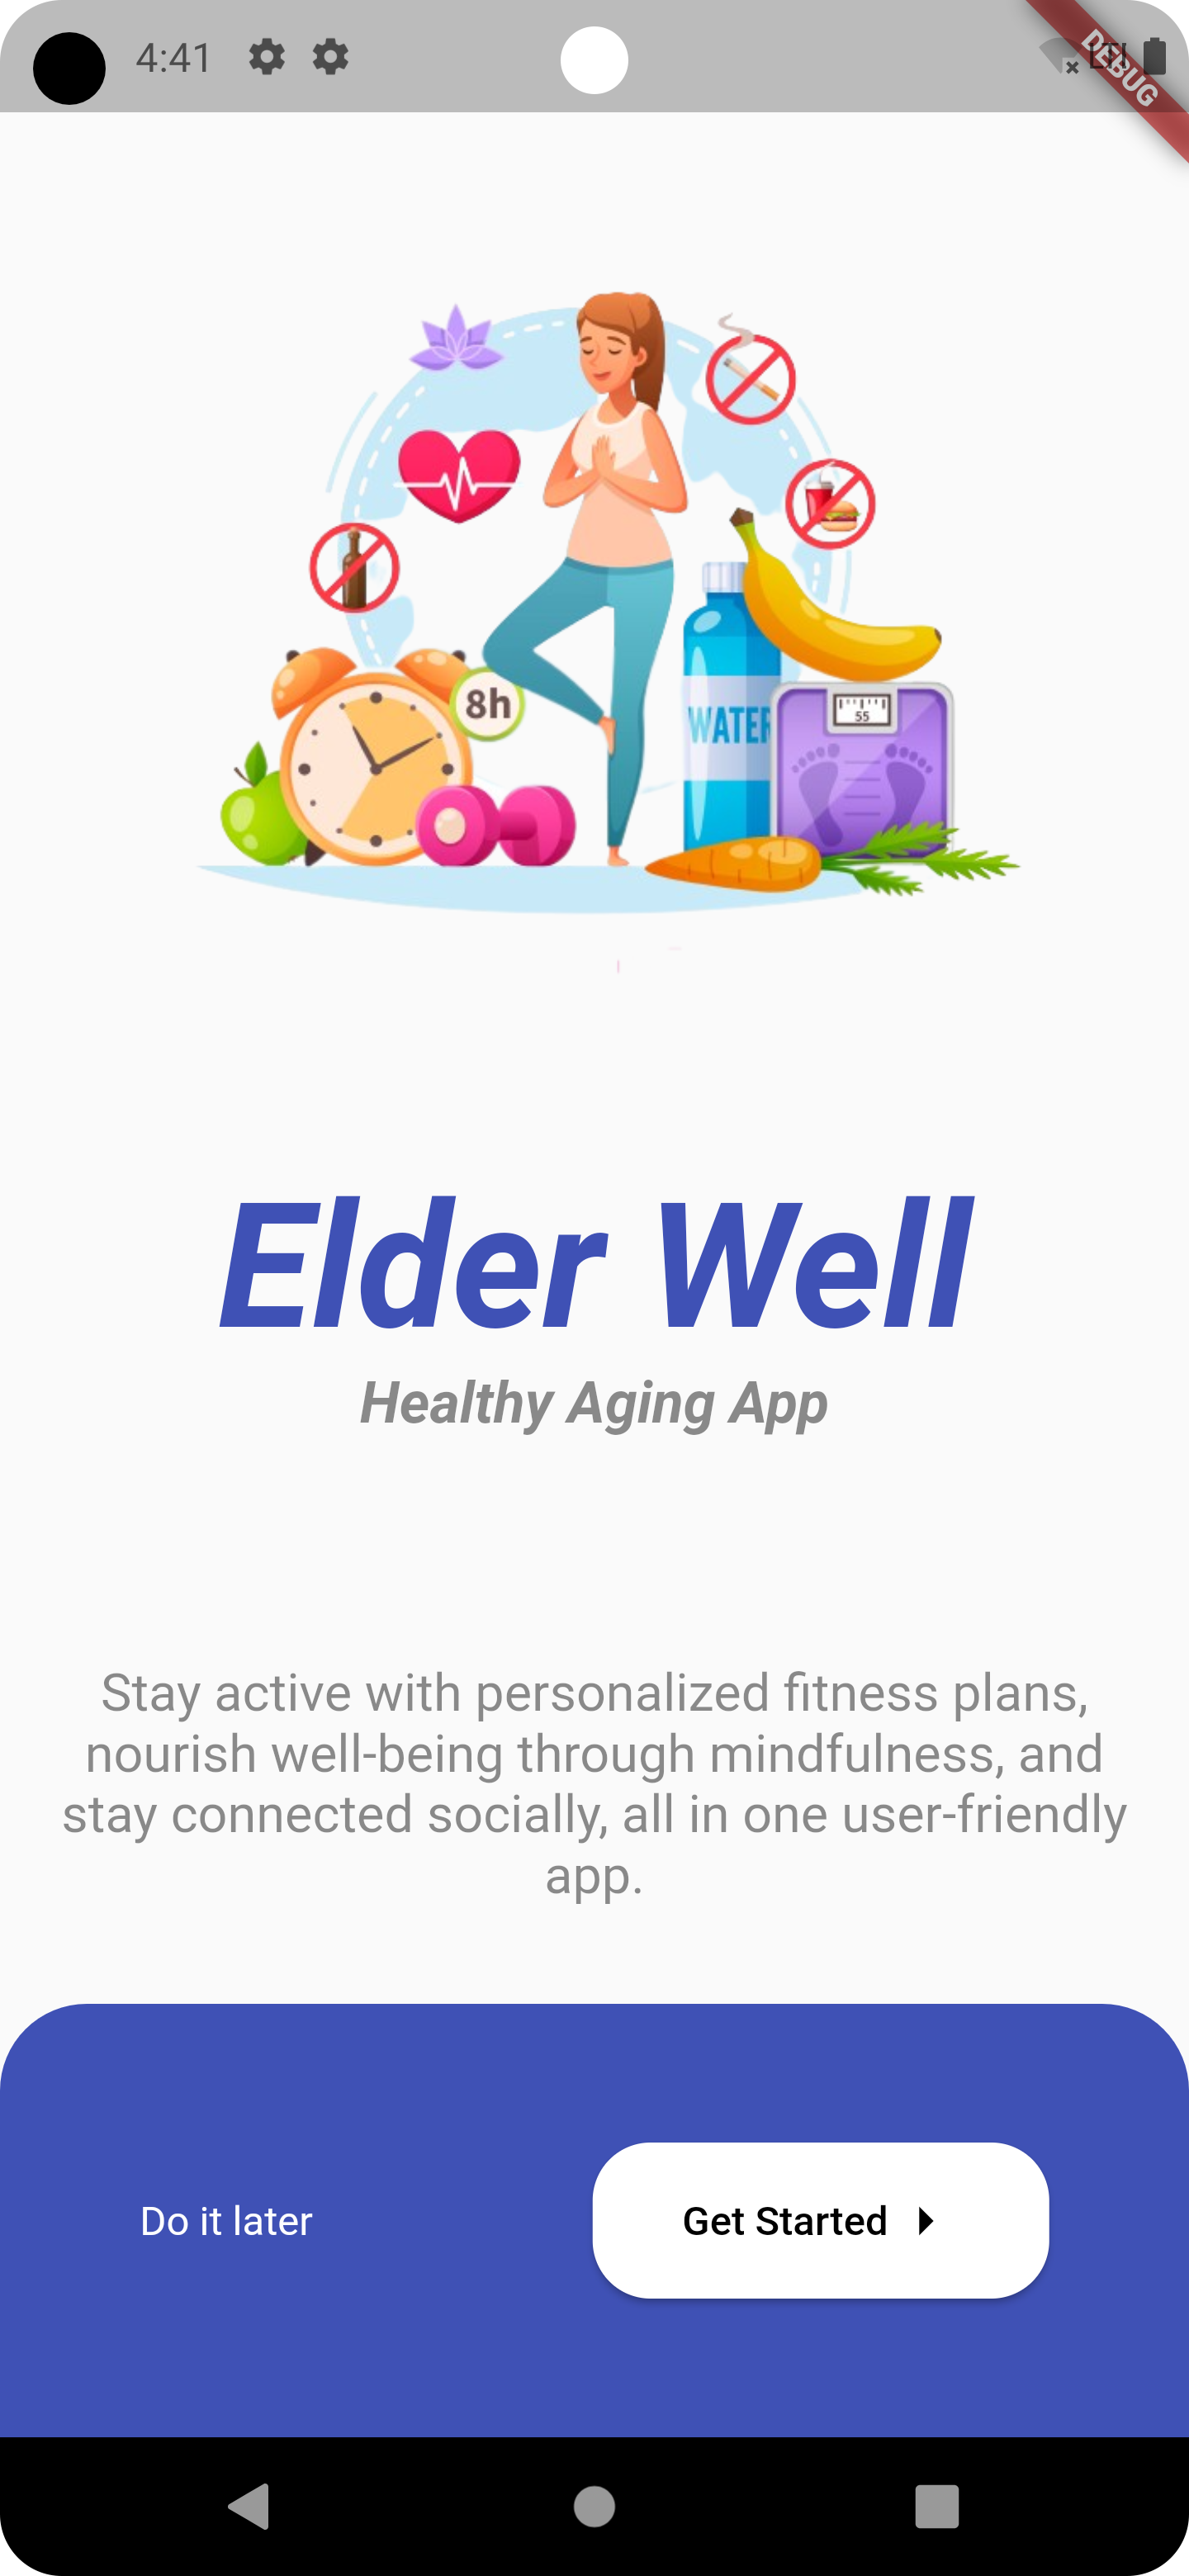 4:41
DEBUG
8h
WATER
55
Elder Well
Healthy Aging App
Stay active with personalized fitness plans,
nourish well-being through mindfulness, and
stay connected socially, all in one user-friendly
app.
Do it later
Get Started